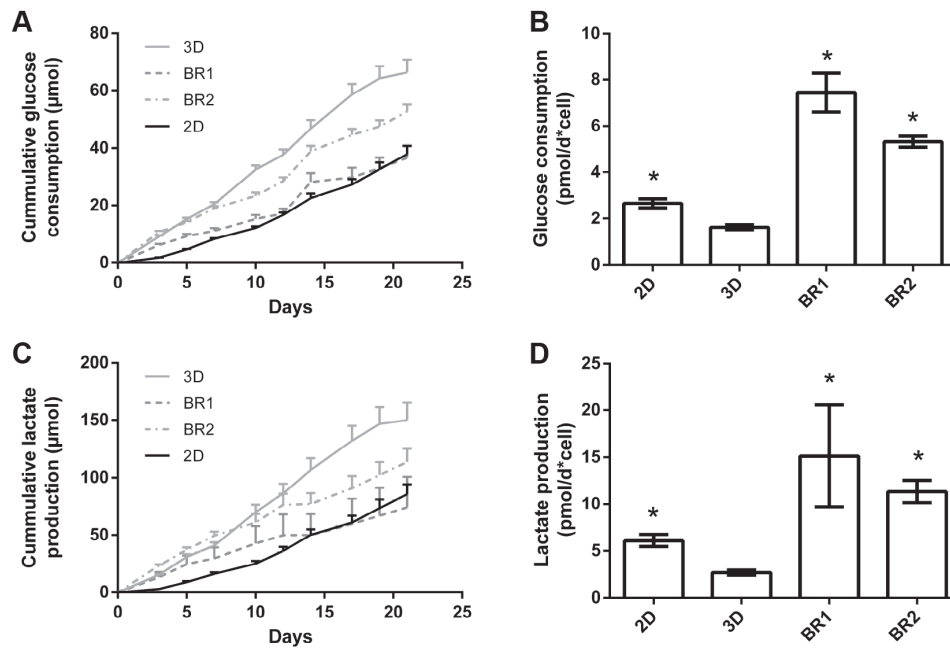 A
Cummulative glucose
consumption (µmol)
80
60
40
20
0
3D
BR1
BR2
2D
0 5 10 15 20 25
Days
B
Glucose consumption
(pmol/d*cell)
10
8
6
4
2
0
* * *
2D 3D BR1 BR2
C
Cummulative lactate
production (µmol)
200
150
100
50
0
3D
BR1
BR2
2D
0 5 10 15 20 25
Days
D
Lactate production
(pmol/d*cell)
25
20
15
10
5
0
* * *
2D 3D BR1 BR2